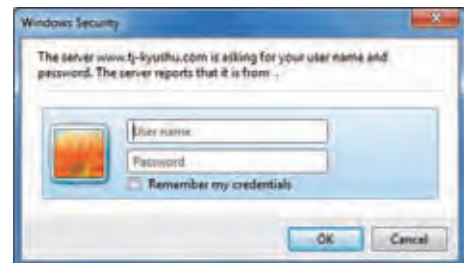 Windows Security
The server www.tj-kyushu.com is asking for your user name and
password. The server reports that it is from .
User name
Password
Remember my credentials
OK Cancel